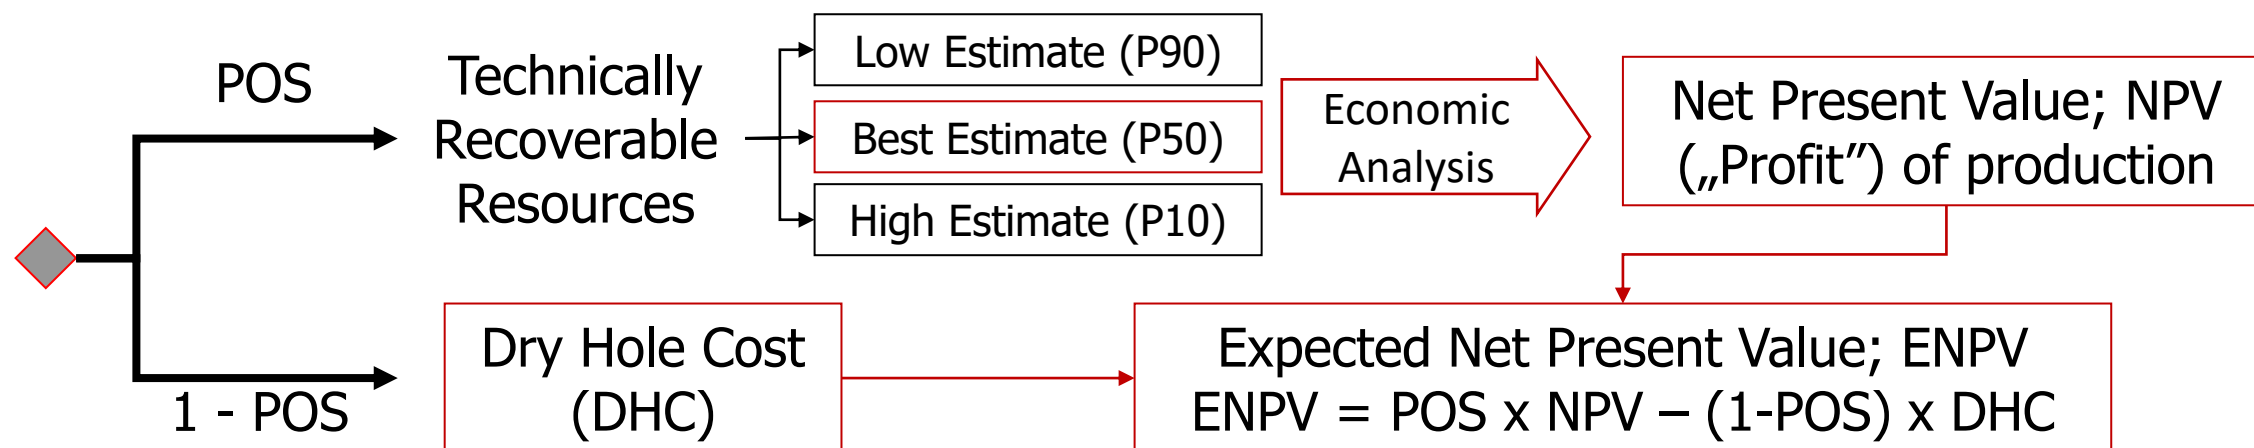 POS
Technically
Recoverable
Resources
Low Estimate (P90)
Best Estimate (P50)
High Estimate (P10)
Economic
Analysis
Net Present Value; NPV
(„Profit”) of production
1 - POS
Dry Hole Cost
(DHC)
Expected Net Present Value; ENPV
ENPV = POS x NPV – (1-POS) x DHC